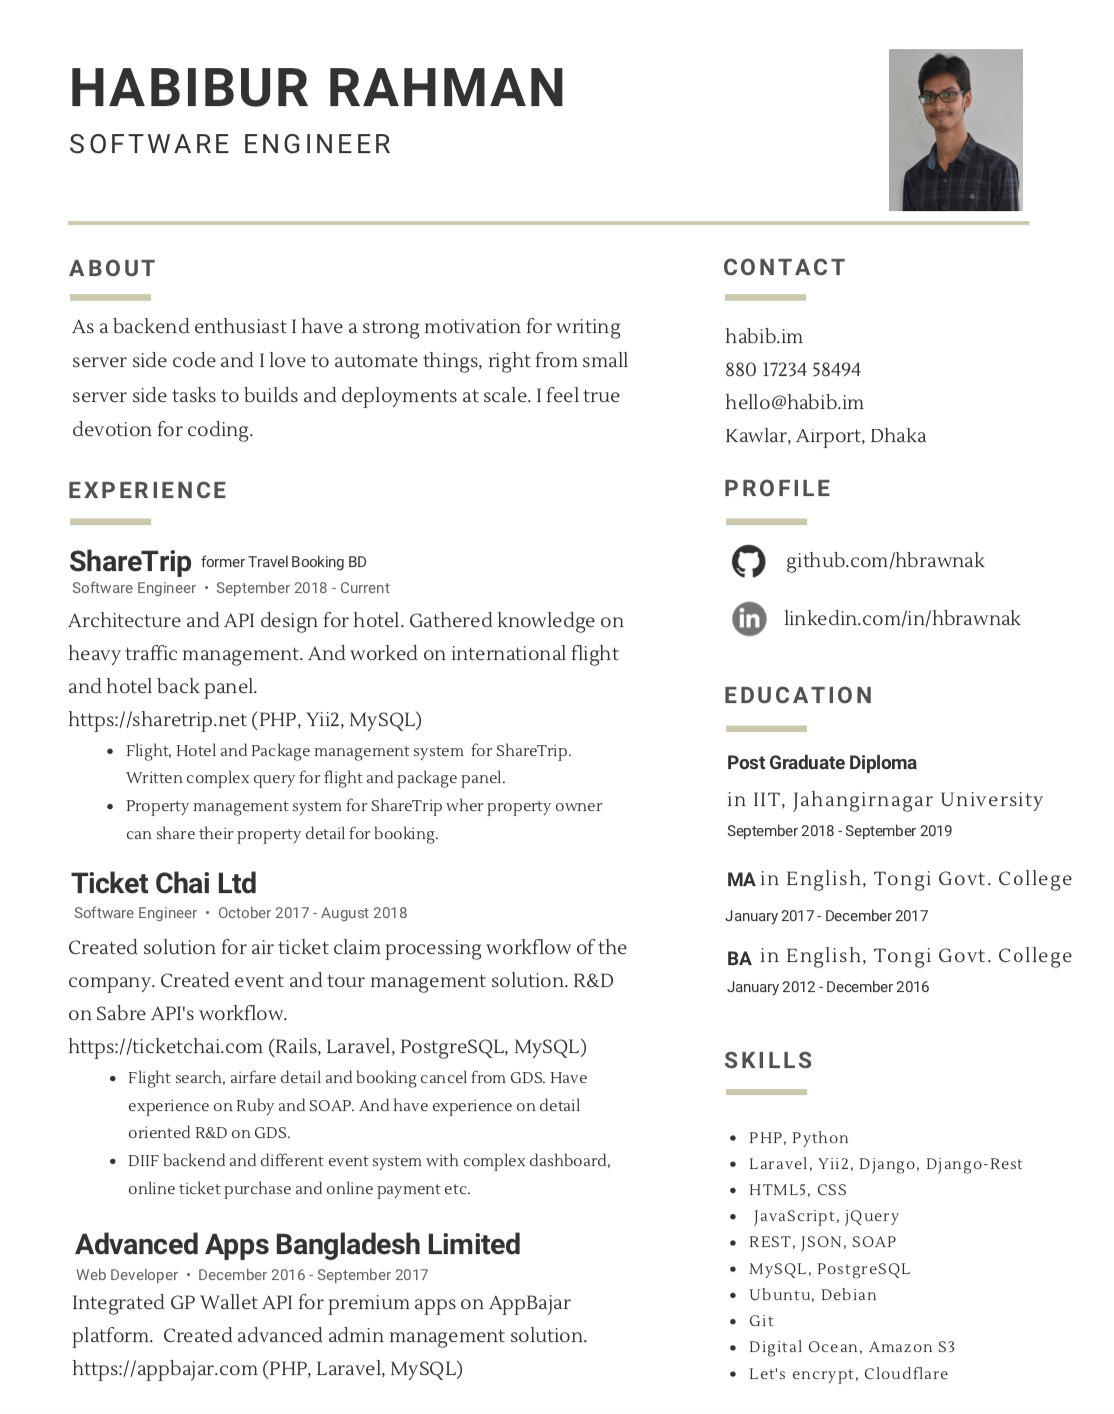 HABIBUR RAHMAN
SOFTWARE ENGINEER
ABOUT
As a backend enthusiast I have a strong motivation for writing
server side code and I love to automate things, right from small
server side tasks to builds and deployments at scale. I feel true
devotion for coding.
EXPERIENCE
ShareTrip former Travel Booking BD
Software Engineer • September 2018 - Current
Architecture and API design for hotel. Gathered knowledge on
heavy traffic management. And worked on international flight
and hotel back panel.
https://sharetrip.net (PHP, Yii2, MySQL)
• Flight, Hotel and Package management system for ShareTrip.
Written complex query for flight and package panel.
• Property management system for ShareTrip wher property owner
can share their property detail for booking.
Ticket Chai Ltd
Software Engineer • October 2017 - August 2018
Created solution for air ticket claim processing workflow of the
company. Created event and tour management solution. R&D
on Sabre API's workflow.
https://ticketchai.com (Rails, Laravel, PostgreSQL, MySQL)
• Flight search, airfare detail and booking cancel from GDS. Have
experience on Ruby and SOAP. And have experience on detail
oriented R&D on GDS.
• DIIF backend and different event system with complex dashboard,
online ticket purchase and online payment etc.
Advanced Apps Bangladesh Limited
Web Developer • December 2016 - September 2017
Integrated GP Wallet API for premium apps on AppBajar
platform. Created advanced admin management solution.
https://appbajar.com (PHP, Laravel, MySQL)
CONTACT
habib.im
880 17234 58494
hello@habib.im
Kawlar, Airport, Dhaka
PROFILE
github.com/hbrawnak
in linkedin.com/in/hbrawnak
EDUCATION
Post Graduate Diploma
in IIT, Jahangirnagar University
September 2018 - September 2019
MA in English, Tongi Govt. College
January 2017 - December 2017
BA in English, Tongi Govt. College
January 2012 - December 2016
SKILLS
• PHP, Python
• Laravel, Yii2, Django, Django-Rest
• HTML5, CSS
• JavaScript, jQuery
• REST, JSON, SOAP
• MySQL, PostgreSQL
• Ubuntu, Debian
• Git
• Digital Ocean, Amazon S3
• Let's encrypt, Cloudflare